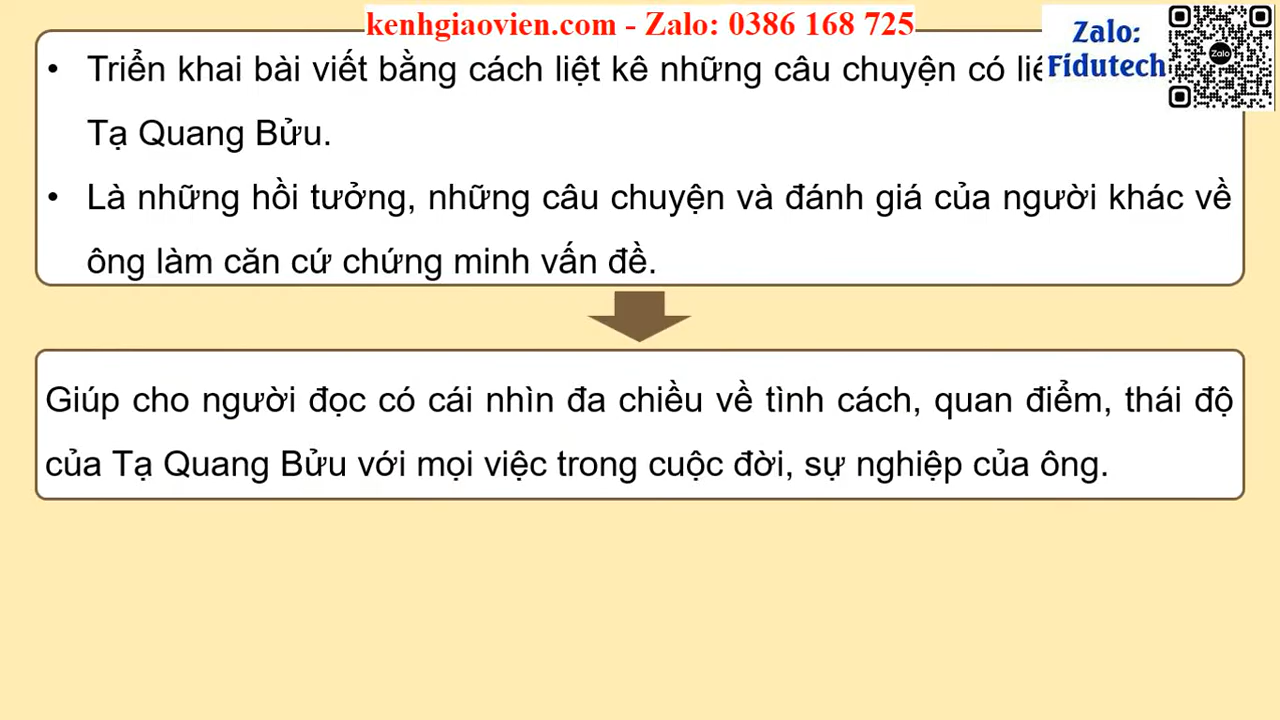 kenhgiaovien.com - Zalo: 0386 168 725
Zalo:
Fidutech
Zalo
• Triển khai bài viết bằng cách liệt kê những câu chuyện có
Tạ Quang Bửu.
• Là những hồi tưởng, những câu chuyện và đánh giá của người khác về
ông làm căn cứ chứng minh vấn đề.
Giúp cho người đọc có cái nhìn đa chiều về tình cách, quan điểm, thái độ
của Tạ Quang Bửu với mọi việc trong cuộc đời, sự nghiệp của ông.